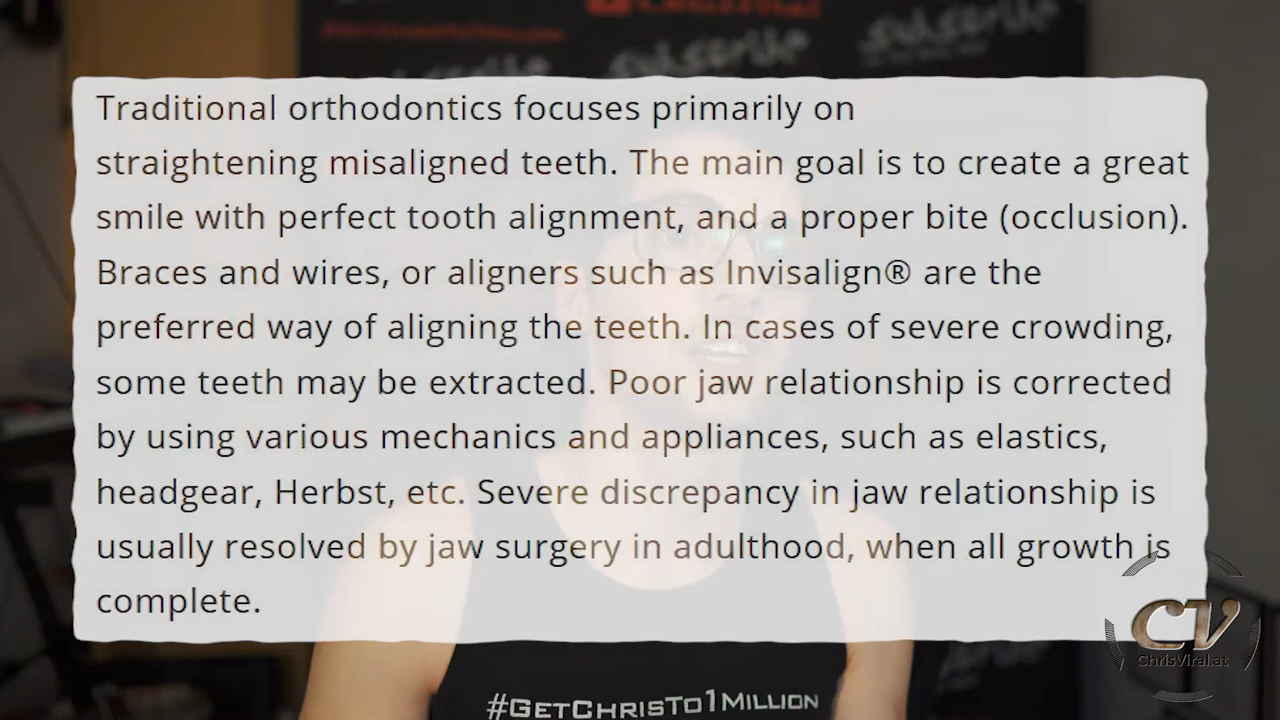 Subscribe
Subscribe
Subscribe
Traditional orthodontics focuses primarily on
straightening misaligned teeth. The main goal is to create a great
smile with perfect tooth alignment, and a proper bite (occlusion).
Braces and wires, or aligners such as Invisalign® are the
preferred way of aligning the teeth. In cases of severe crowding,
some teeth may be extracted. Poor jaw relationship is corrected
by using various mechanics and appliances, such as elastics,
headgear, Herbst, etc. Severe discrepancy in jaw relationship is
usually resolved by jaw surgery in adulthood, when all growth is
complete.
CV
ChrisViral.at
#GetChrisTo1Million